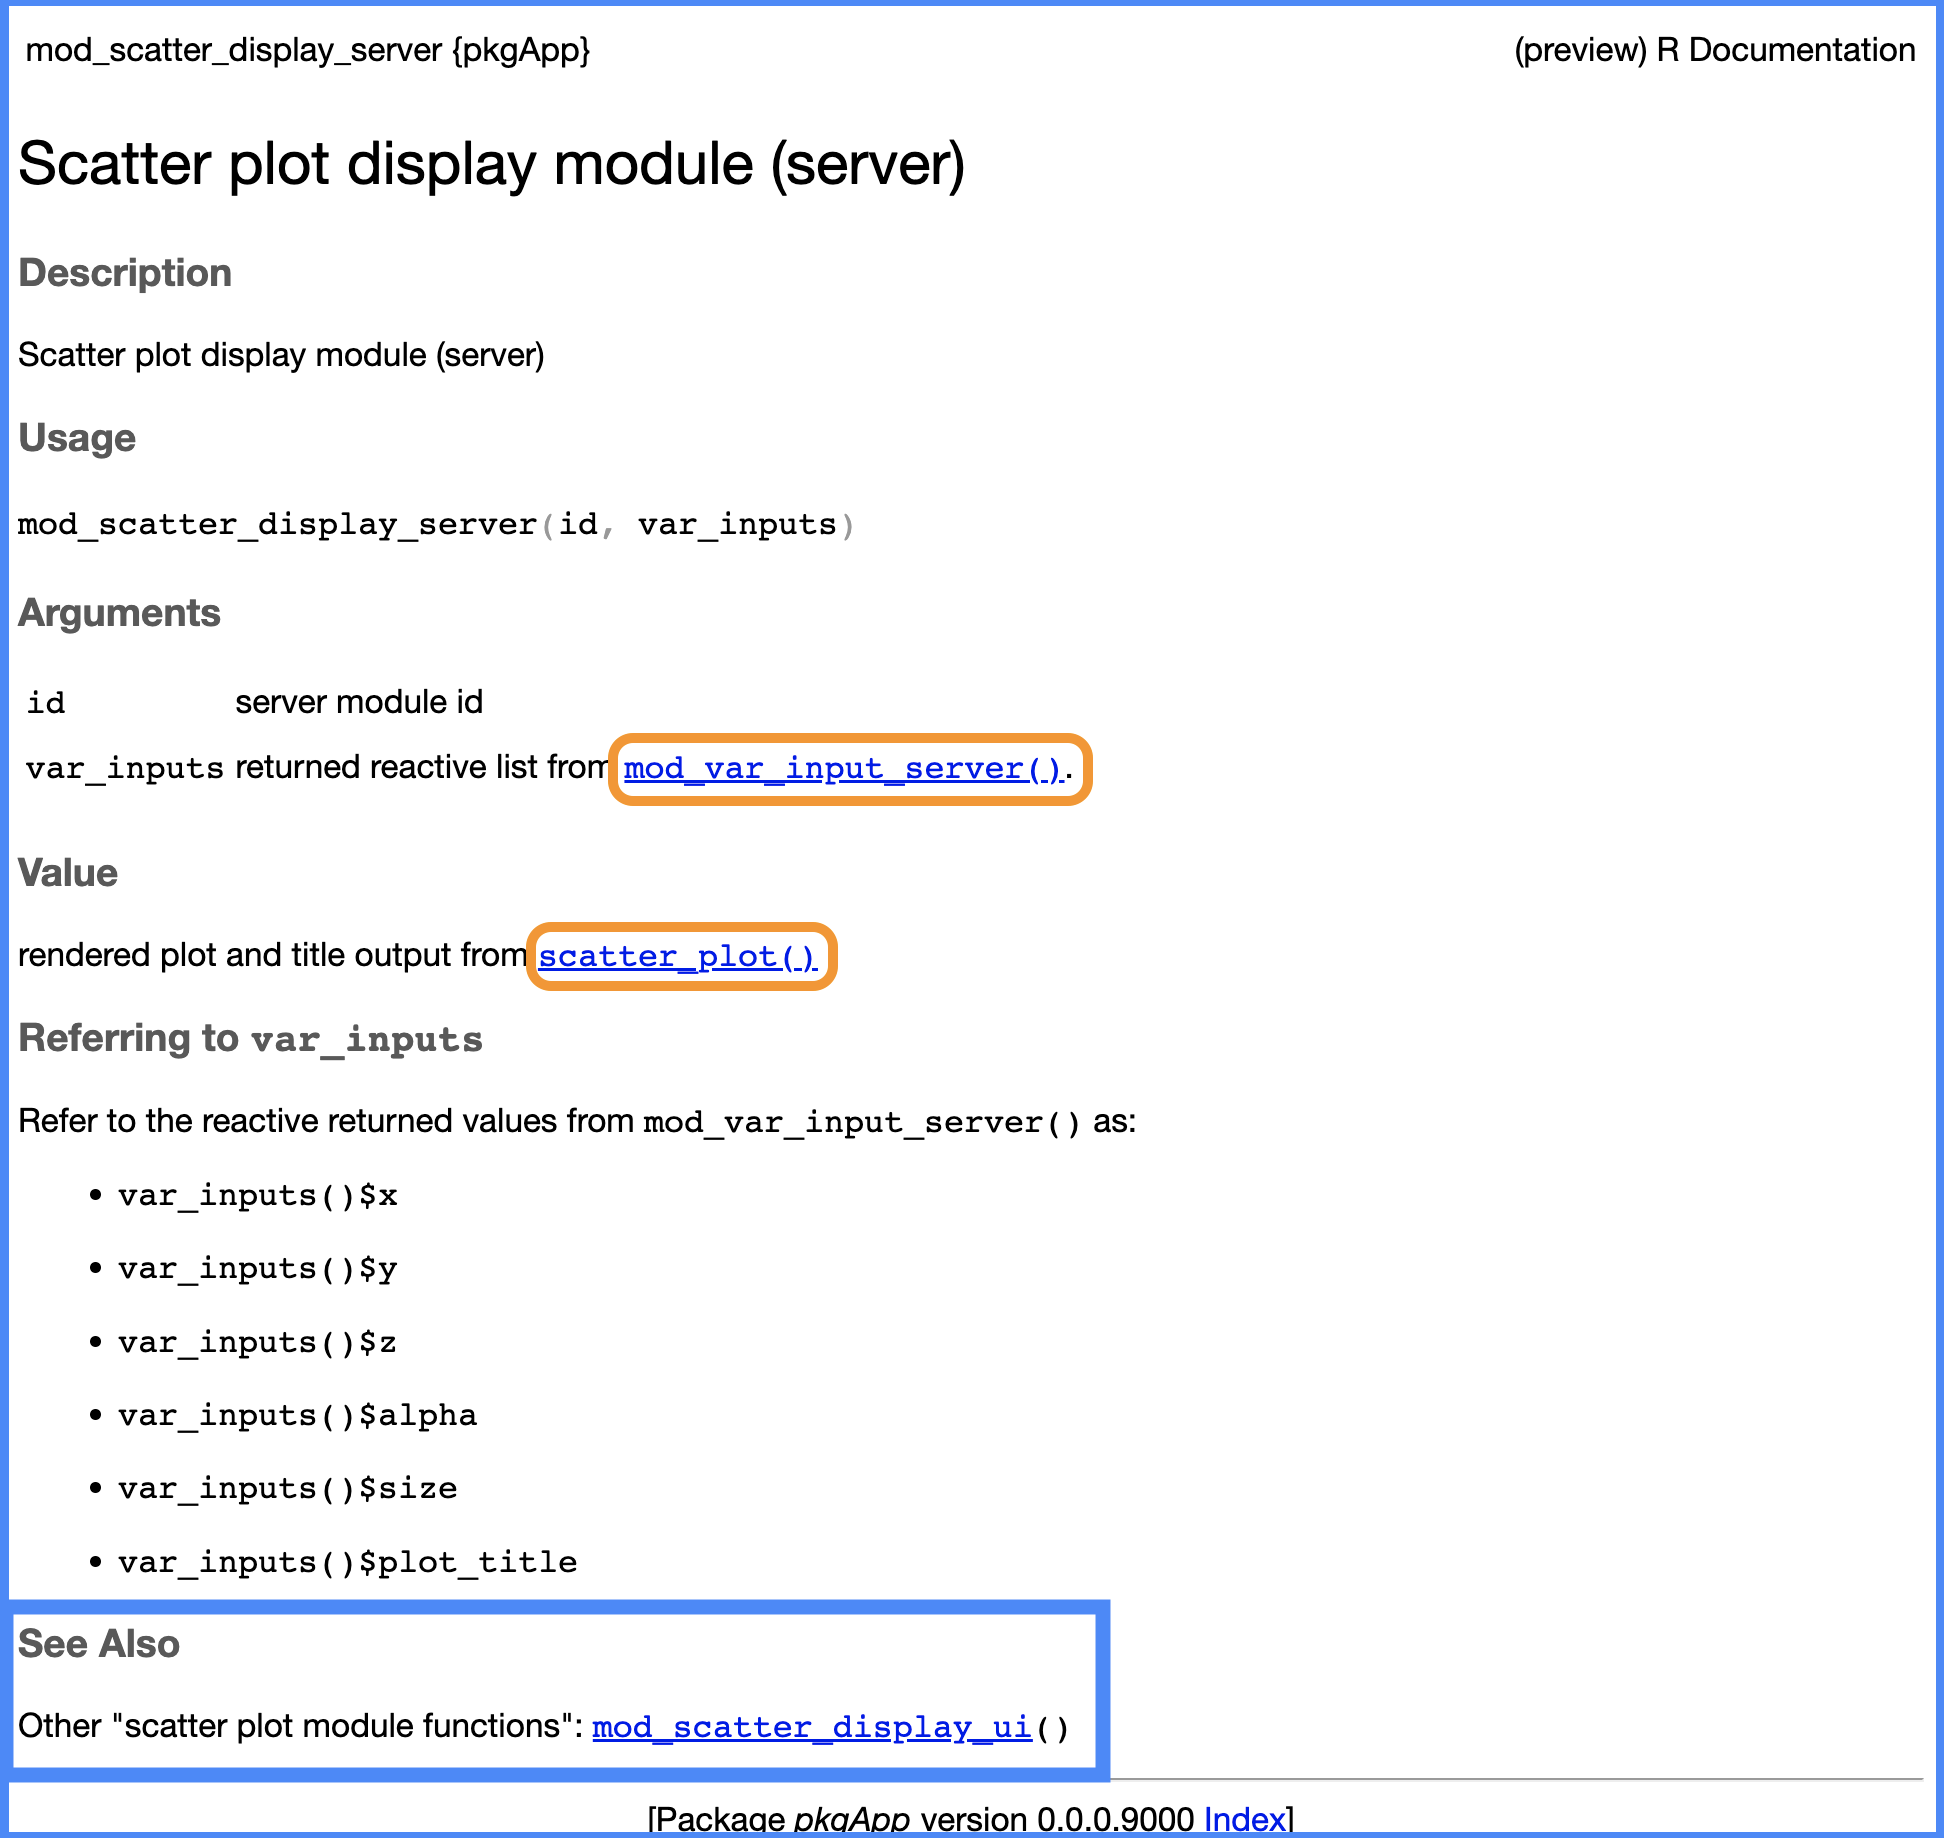 mod_scatter_display_server {pkgApp} (preview) R Documentation
Scatter plot display module (server)
Description
Scatter plot display module (server)
Usage
mod_scatter_display_server(id, var_inputs)
Arguments
id server module id
var_inputs returned reactive list from mod_var_input_server().
Value
rendered plot and title output from scatter_plot()
Referring to var_inputs
Refer to the reactive returned values from mod_var_input_server() as:
• var_inputs()$x
• var_inputs()$y
• var_inputs()$z
• var_inputs()$alpha
• var_inputs()$size
• var_inputs()$plot_title
See Also
Other "scatter plot module functions": mod_scatter_display_ui()
[Package pkgApp version 0.0.0.9000 Index]